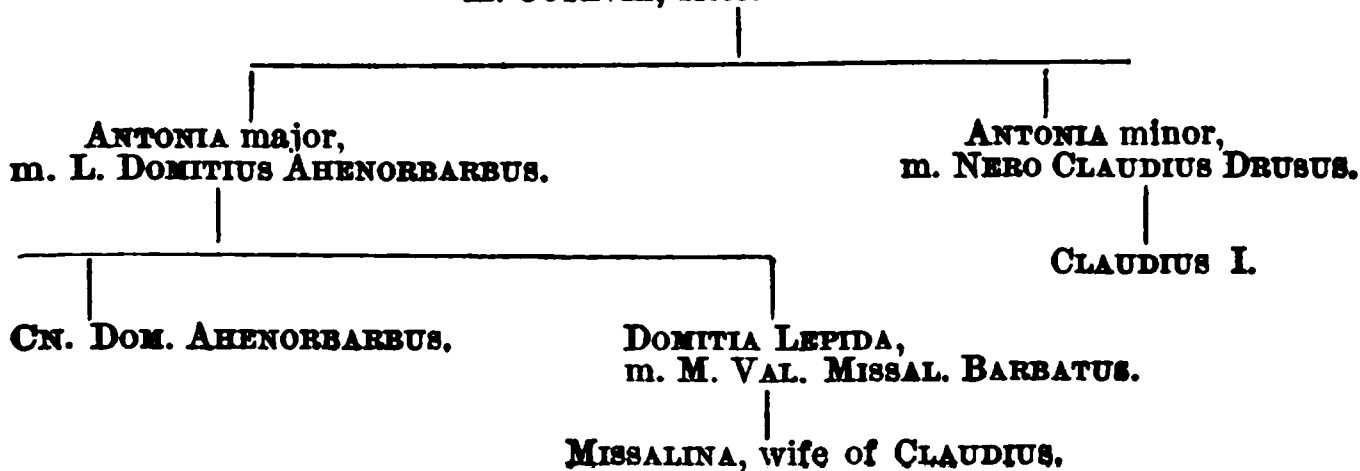 ANTONIA major,
m. L. DOMITIUS AHENORBARBUS.
ANTONIA minor,
m. NERO CLAUDIUS DRUSUS.
CLAUDIUS I.
CN. DOM. AHENORBARBUS.
DOMITIA LEPIDA,
m. M. VAL. MISSAL. BARBATUS.
MISSALINA, wife of CLAUDIUS.